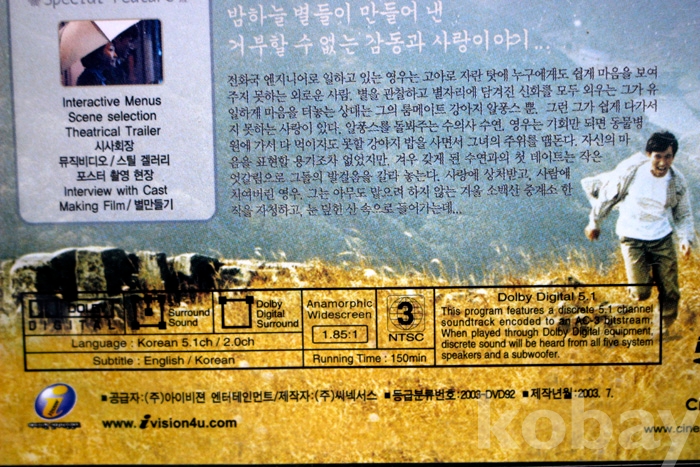 Special Feature
밤하늘 별들이 만들어 낸
거부할 수 없는 감동과 사랑이야기...
Interactive Menus
Scene selection
Theatrical Trailer
시사회장
뮤직비디오 / 스틸 갤러리
포스터 촬영 현장
Interview with Cast
Making Film / 별만들기
전화국 엔지니어로 일하고 있는 영우는 고아로 자란 탓에 누구에게도 쉽게 마음을 보여
주지 못하는 외로운 사람. 별을 관찰하고 별자리에 담겨진 신화를 모두 외우는 그가 유
일하게 마음을 터놓는 상대는 그의 룸메이트 강아지 알퐁스 뿐. 그런 그가 쉽게 다가서
지 못하는 사랑이 있다. 알퐁스를 돌봐주는 수의사 수연. 영우는 기회만 되면 동물병
원에 가서 다 먹이지도 못할 강아지 밥을 사면서 그녀의 주위를 맴돈다. 자신의 마
음을 표현할 용기조차 없었지만, 겨우 갖게 된 수연과의 첫 데이트는 작은
엇갈림으로 그들의 발걸음을 갈라 놓는다. 사랑에 상처받고, 사람에
치여버린 영우. 그는 아무도 맡으려 하지 않는 겨울 소백산 중계소 한
직을 자청하고, 눈 덮힌 산 속으로 들어가는데...
DIGITAL
Surround Sound
Dolby Digital Surround
Language : Korean 5.1ch / 2.0ch
Subtitle : English / Korean
Anamorphic Widescreen
1.85:1
3
NTSC
Running Time : 150min
Dolby Digital 5.1
This program features a discrete 5.1 channel
soundtrack encoded to an AC-3 bitstream.
When played through Dolby Digital equipment,
discrete sound will be heard from all five system
speakers and a subwoofer.
■공급자:(주)아이비젼 엔터테인먼트/제작자:(주)씨넥서스 ■등급분류번호:2003-DVD92 ■제작년월:2003. 7.
www.ivision4u.com
www.cine
kobay